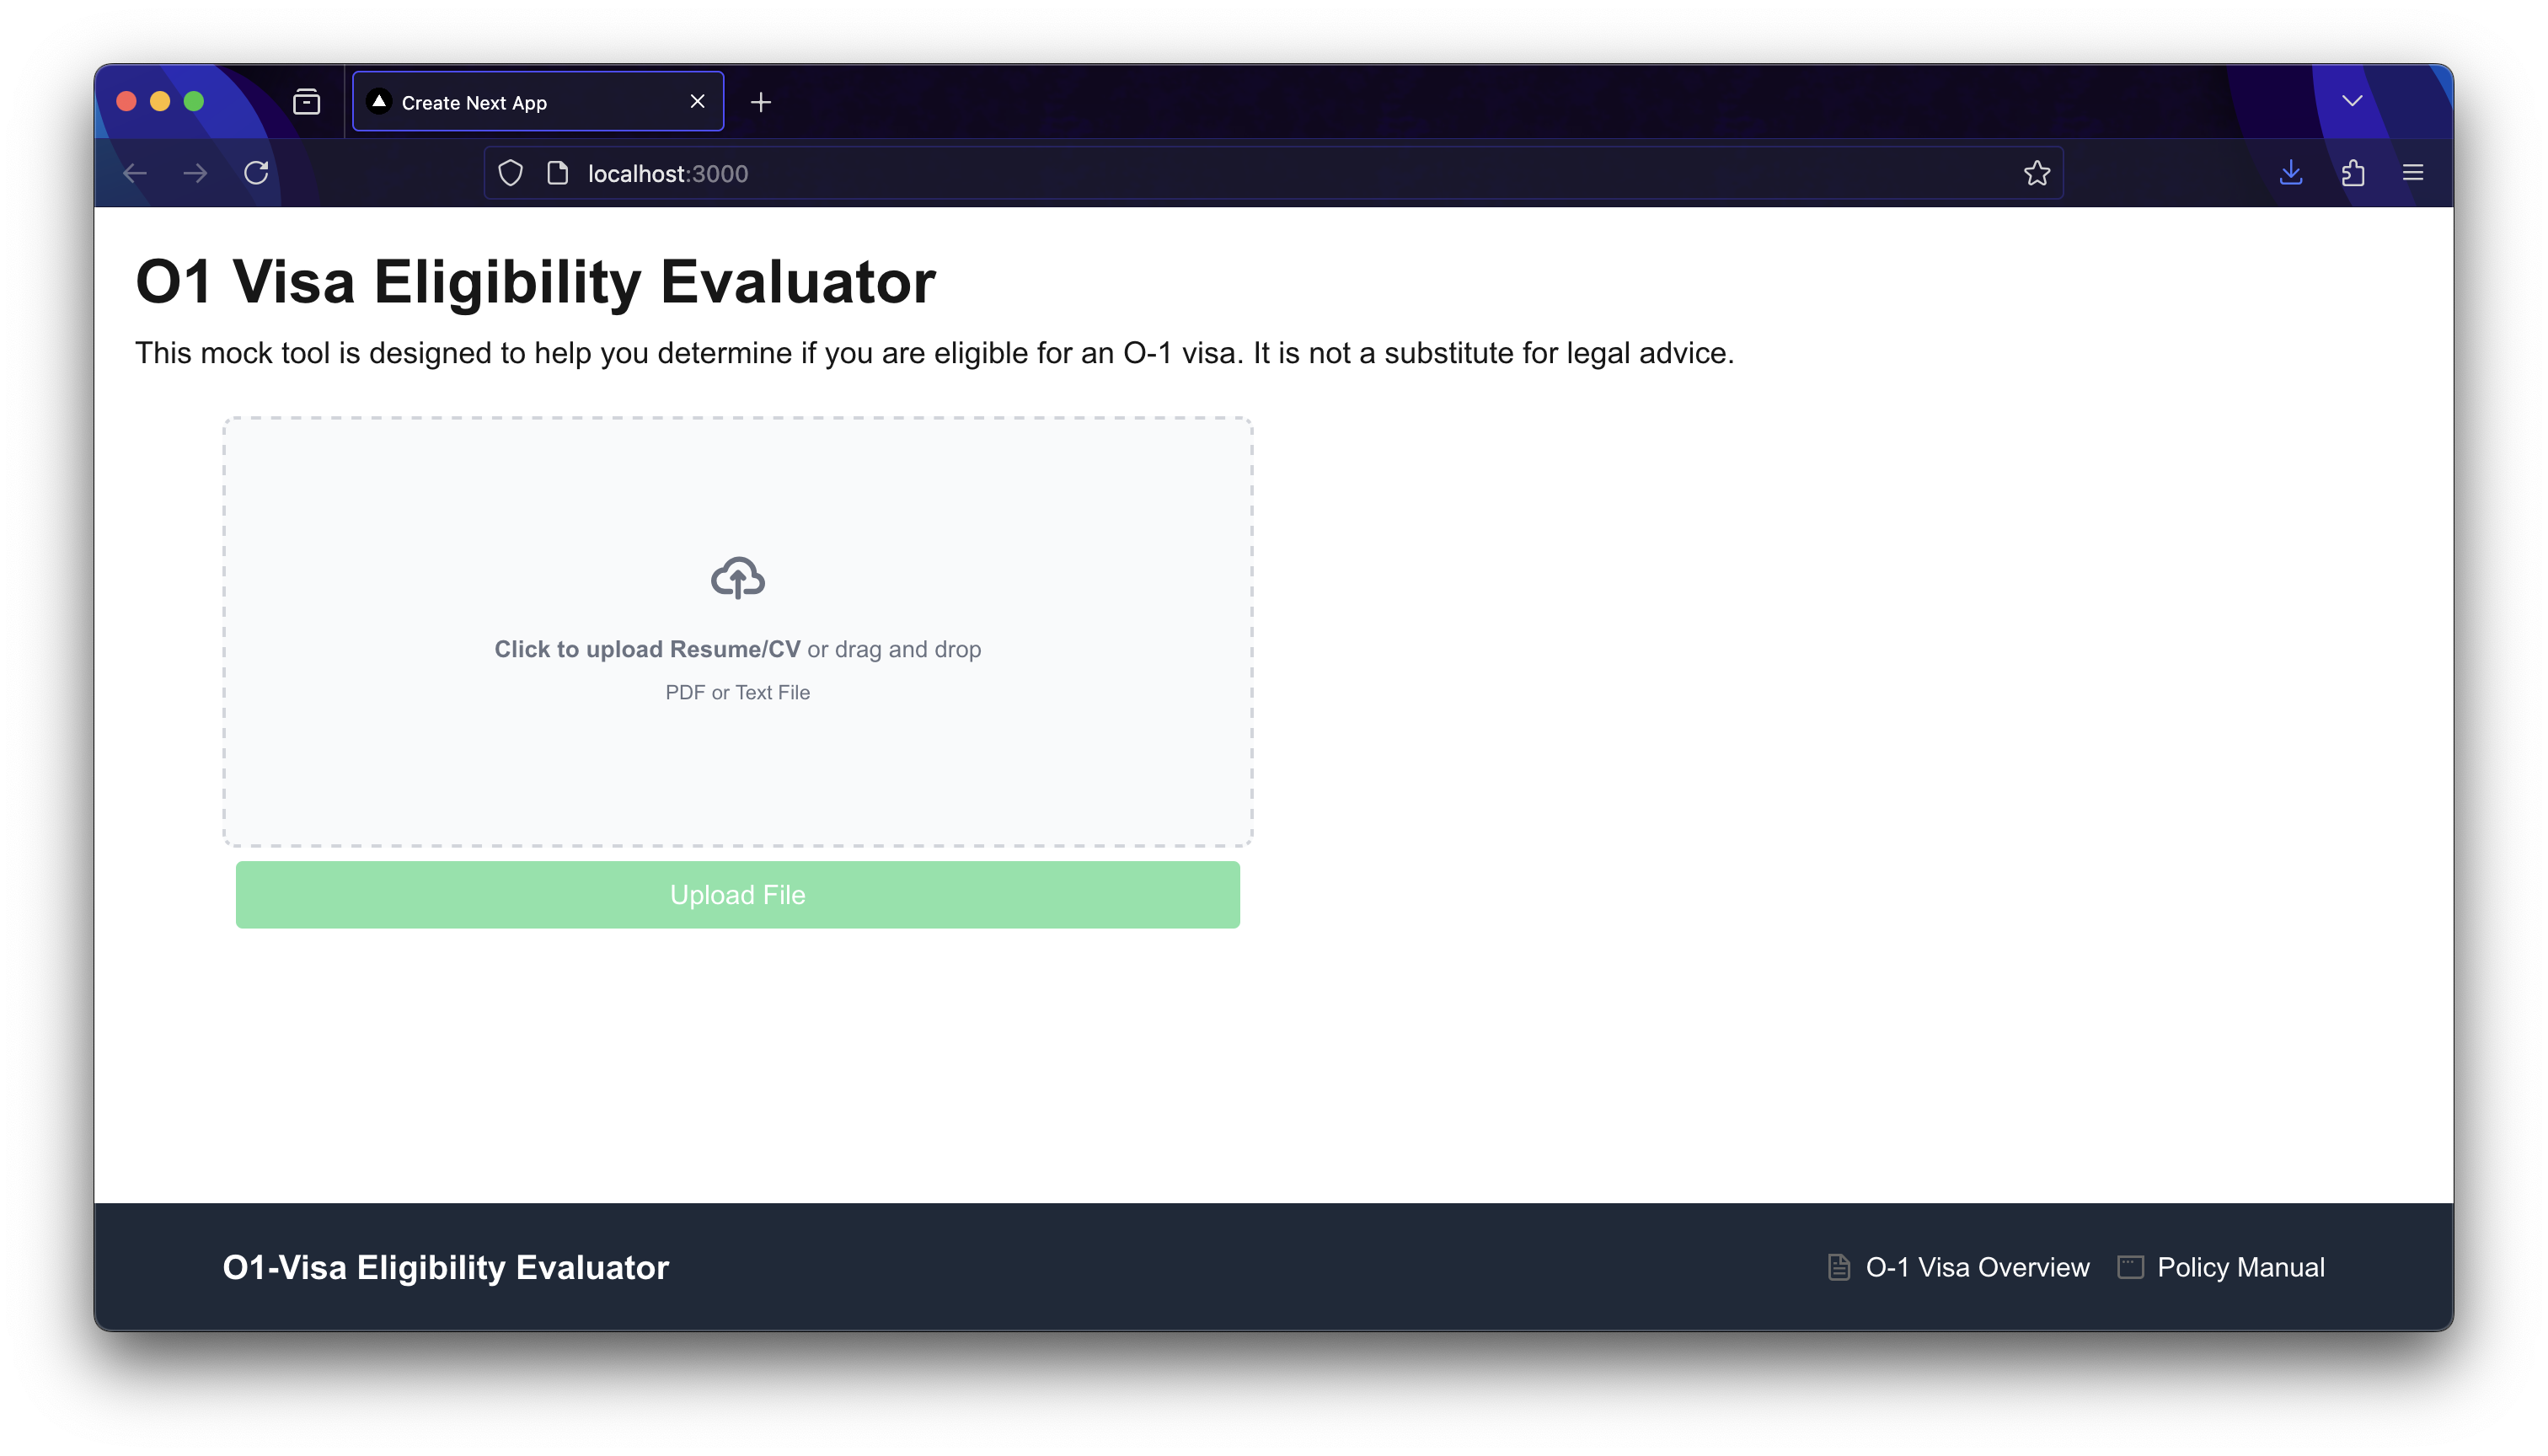 Create Next App
localhost:3000
O1 Visa Eligibility Evaluator
This mock tool is designed to help you determine if you are eligible for an O-1 visa. It is not a substitute for legal advice.
Click to upload Resume/CV or drag and drop
PDF or Text File
Upload File
O1-Visa Eligibility Evaluator
O-1 Visa Overview
Policy Manual